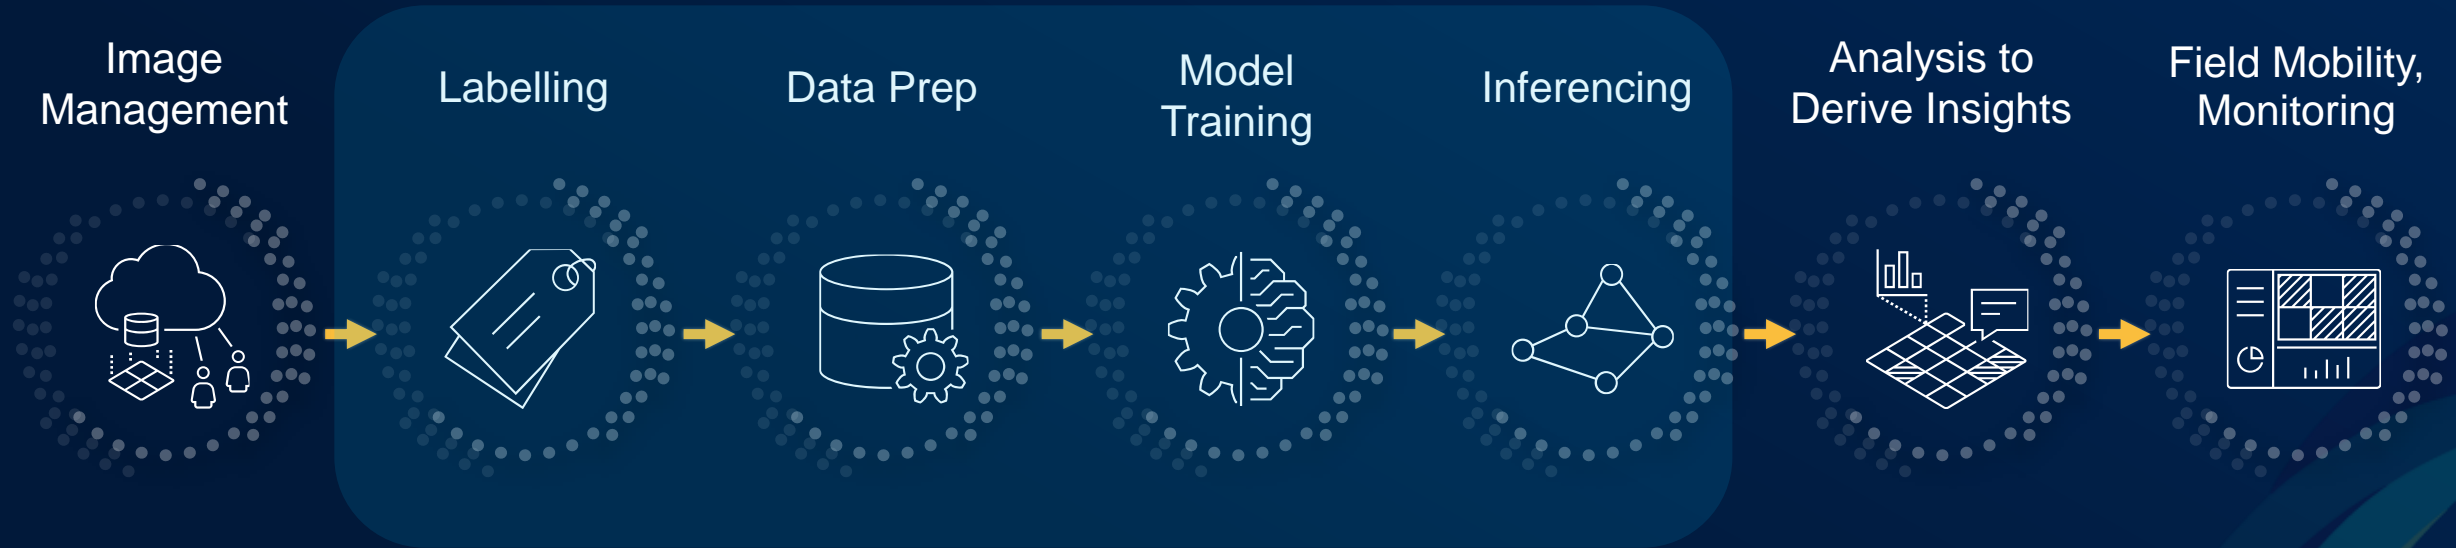 Image
Management
Labelling
Data Prep
Model
Training
Inferencing
Analysis to
Derive Insights
Field Mobility,
Monitoring